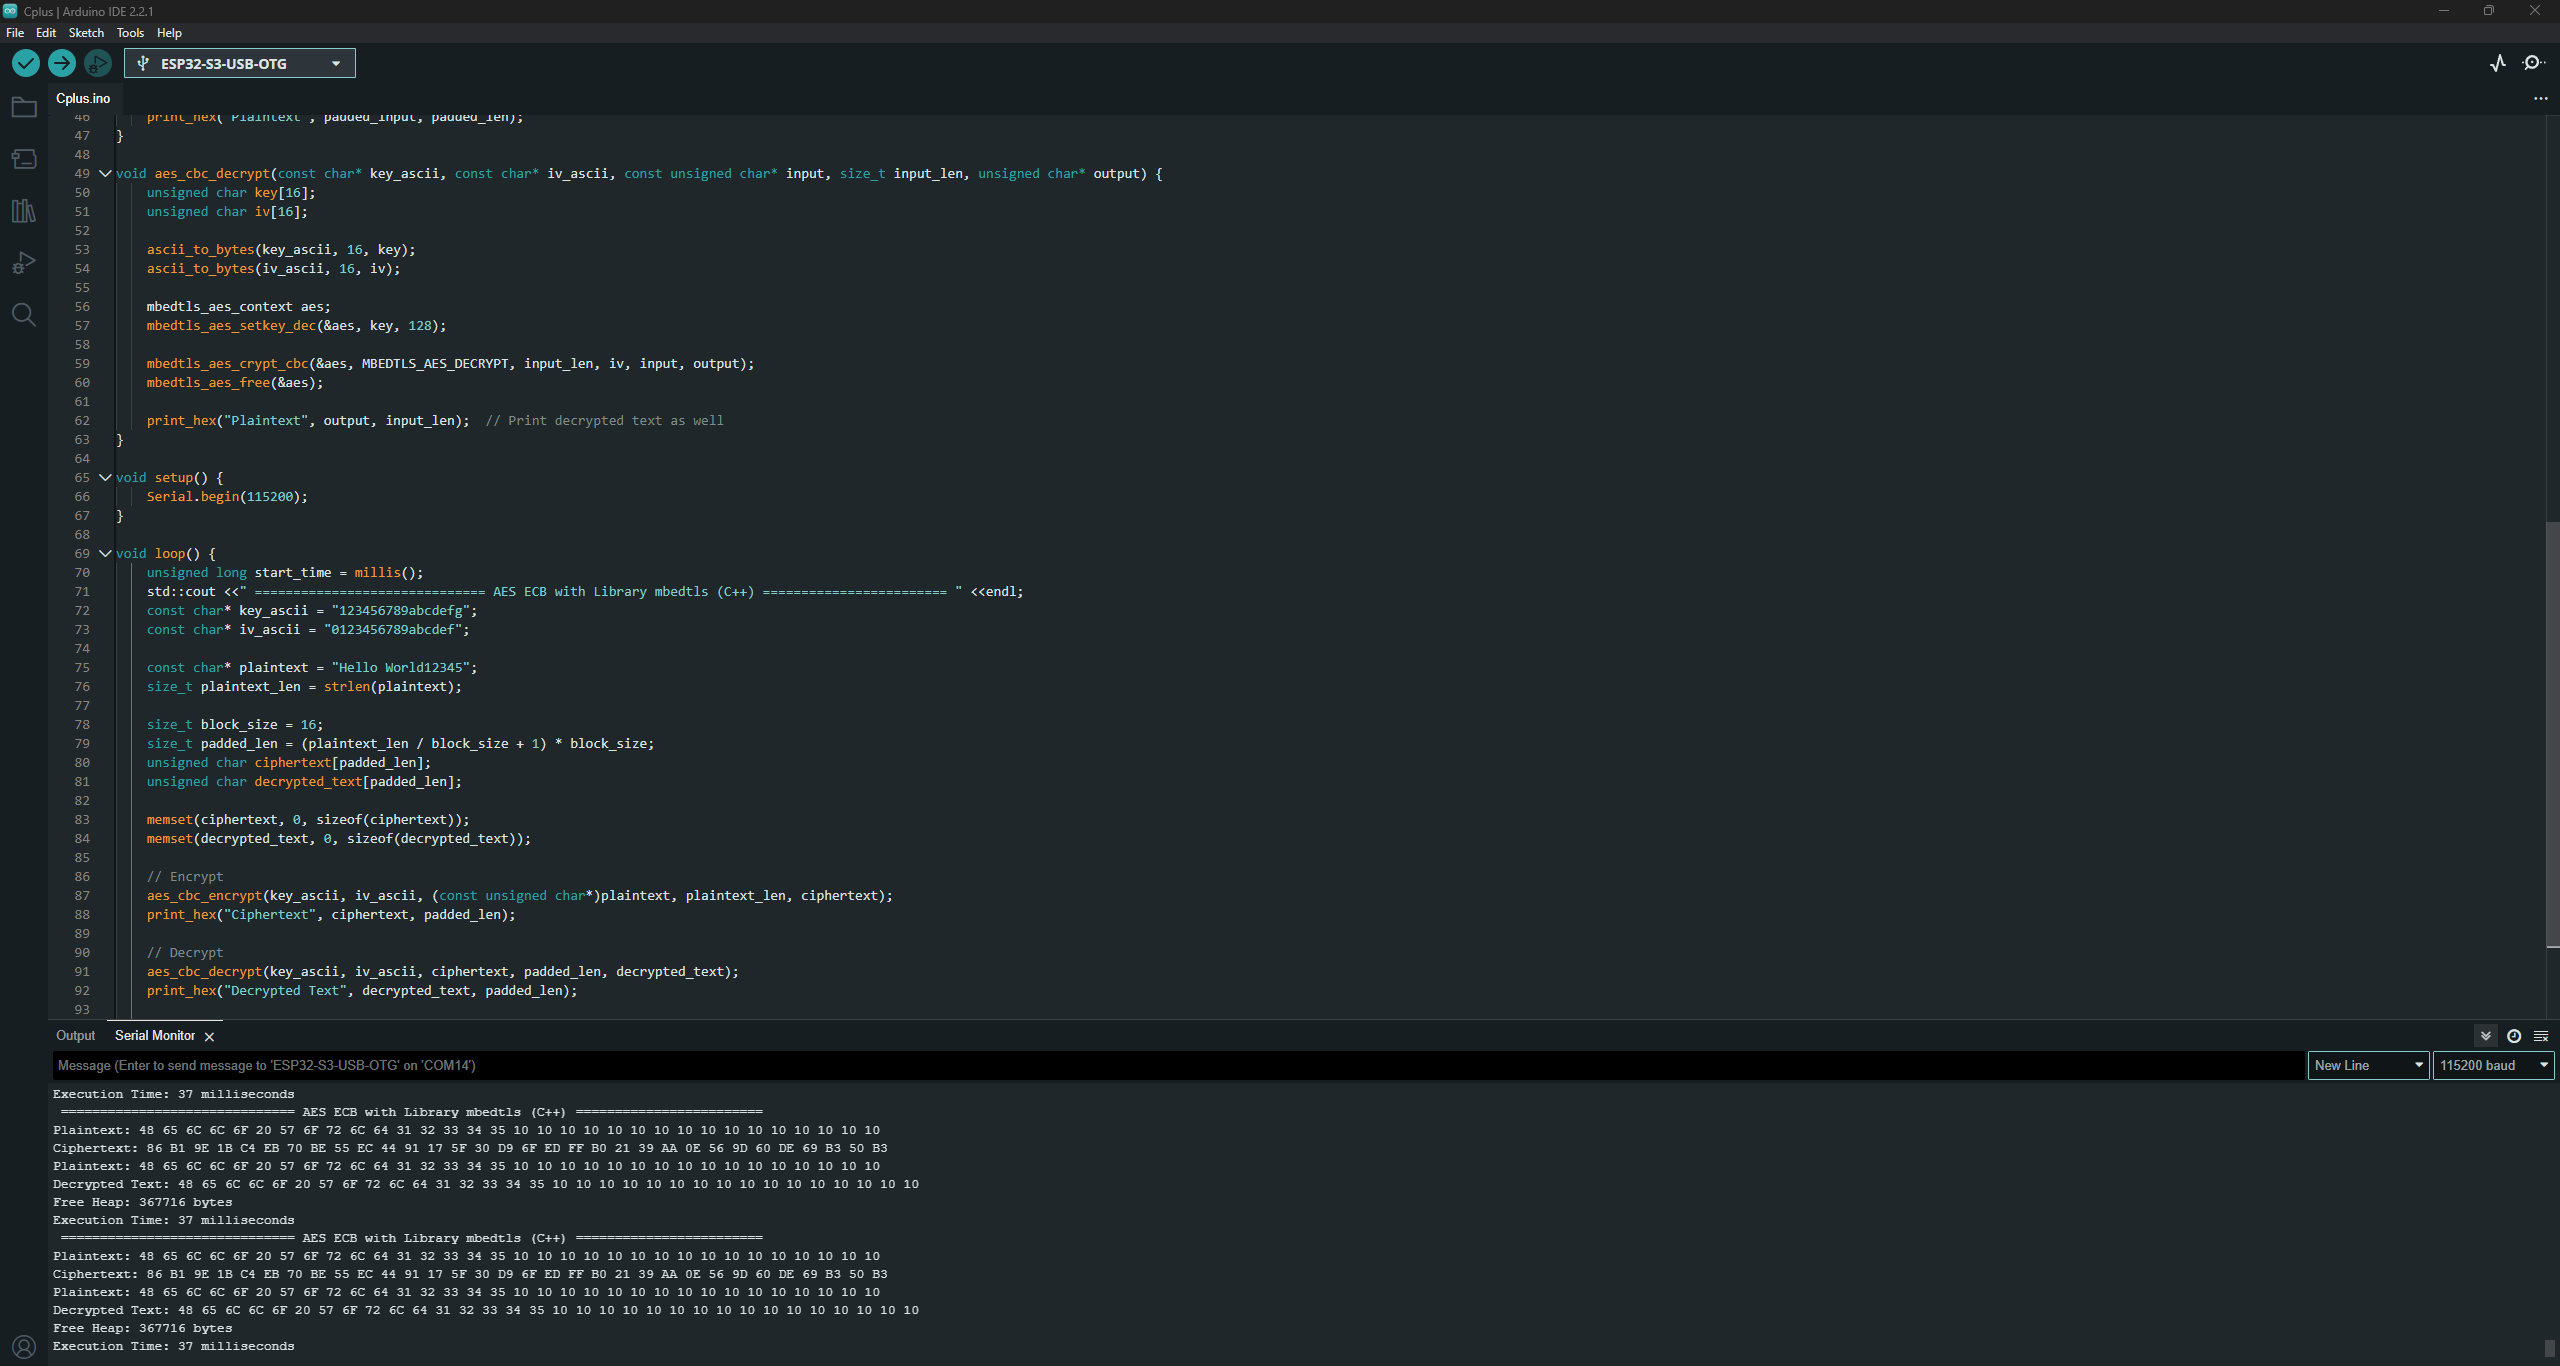 Cplus | Arduino IDE 2.2.1
File Edit Sketch Tools Help
ESP32-S3-USB-OTG
Cplus.ino
46 print_hex("Plaintext", padded_input, padded_len);
47 }
48
49 void aes_cbc_decrypt(const char* key_ascii, const char* iv_ascii, const unsigned char* input, size_t input_len, unsigned char* output) {
50 unsigned char key[16];
51 unsigned char iv[16];
52
53 ascii_to_bytes(key_ascii, 16, key);
54 ascii_to_bytes(iv_ascii, 16, iv);
55
56 mbedtls_aes_context aes;
57 mbedtls_aes_setkey_dec(&aes, key, 128);
58
59 mbedtls_aes_crypt_cbc(&aes, MBEDTLS_AES_DECRYPT, input_len, iv, input, output);
60 mbedtls_aes_free(&aes);
61
62 print_hex("Plaintext", output, input_len); // Print decrypted text as well
63 }
64
65 void setup() {
66 Serial.begin(115200);
67 }
68
69 void loop() {
70 unsigned long start_time = millis();
71 std::cout <<" ============================== AES ECB with Library mbedtls (C++) ======================== " <<endl;
72 const char* key_ascii = "123456789abcdefg";
73 const char* iv_ascii = "0123456789abcdef";
74
75 const char* plaintext = "Hello World12345";
76 size_t plaintext_len = strlen(plaintext);
77
78 size_t block_size = 16;
79 size_t padded_len = (plaintext_len / block_size + 1) * block_size;
80 unsigned char ciphertext[padded_len];
81 unsigned char decrypted_text[padded_len];
82
83 memset(ciphertext, 0, sizeof(ciphertext));
84 memset(decrypted_text, 0, sizeof(decrypted_text));
85
86 // Encrypt
87 aes_cbc_encrypt(key_ascii, iv_ascii, (const unsigned char*)plaintext, plaintext_len, ciphertext);
88 print_hex("Ciphertext", ciphertext, padded_len);
89
90 // Decrypt
91 aes_cbc_decrypt(key_ascii, iv_ascii, ciphertext, padded_len, decrypted_text);
92 print_hex("Decrypted Text", decrypted_text, padded_len);
93
Output Serial Monitor
Message (Enter to send message to 'ESP32-S3-USB-OTG' on 'COM14') New Line 115200 baud
Execution Time: 37 milliseconds
============================== AES ECB with Library mbedtls (C++) ========================
Plaintext: 48 65 6C 6C 6F 20 57 6F 72 6C 64 31 32 33 34 35 10 10 10 10 10 10 10 10 10 10 10 10 10 10 10 10
Ciphertext: 86 B1 9E 1B C4 EB 70 BE 55 EC 44 91 17 5F 30 D9 6F ED FF B0 21 39 AA 0E 56 9D 60 DE 69 B3 50 B3
Plaintext: 48 65 6C 6C 6F 20 57 6F 72 6C 64 31 32 33 34 35 10 10 10 10 10 10 10 10 10 10 10 10 10 10 10 10
Decrypted Text: 48 65 6C 6C 6F 20 57 6F 72 6C 64 31 32 33 34 35 10 10 10 10 10 10 10 10 10 10 10 10 10 10 10 10
Free Heap: 367716 bytes
Execution Time: 37 milliseconds
============================== AES ECB with Library mbedtls (C++) ========================
Plaintext: 48 65 6C 6C 6F 20 57 6F 72 6C 64 31 32 33 34 35 10 10 10 10 10 10 10 10 10 10 10 10 10 10 10 10
Ciphertext: 86 B1 9E 1B C4 EB 70 BE 55 EC 44 91 17 5F 30 D9 6F ED FF B0 21 39 AA 0E 56 9D 60 DE 69 B3 50 B3
Plaintext: 48 65 6C 6C 6F 20 57 6F 72 6C 64 31 32 33 34 35 10 10 10 10 10 10 10 10 10 10 10 10 10 10 10 10
Decrypted Text: 48 65 6C 6C 6F 20 57 6F 72 6C 64 31 32 33 34 35 10 10 10 10 10 10 10 10 10 10 10 10 10 10 10 10
Free Heap: 367716 bytes
Execution Time: 37 milliseconds